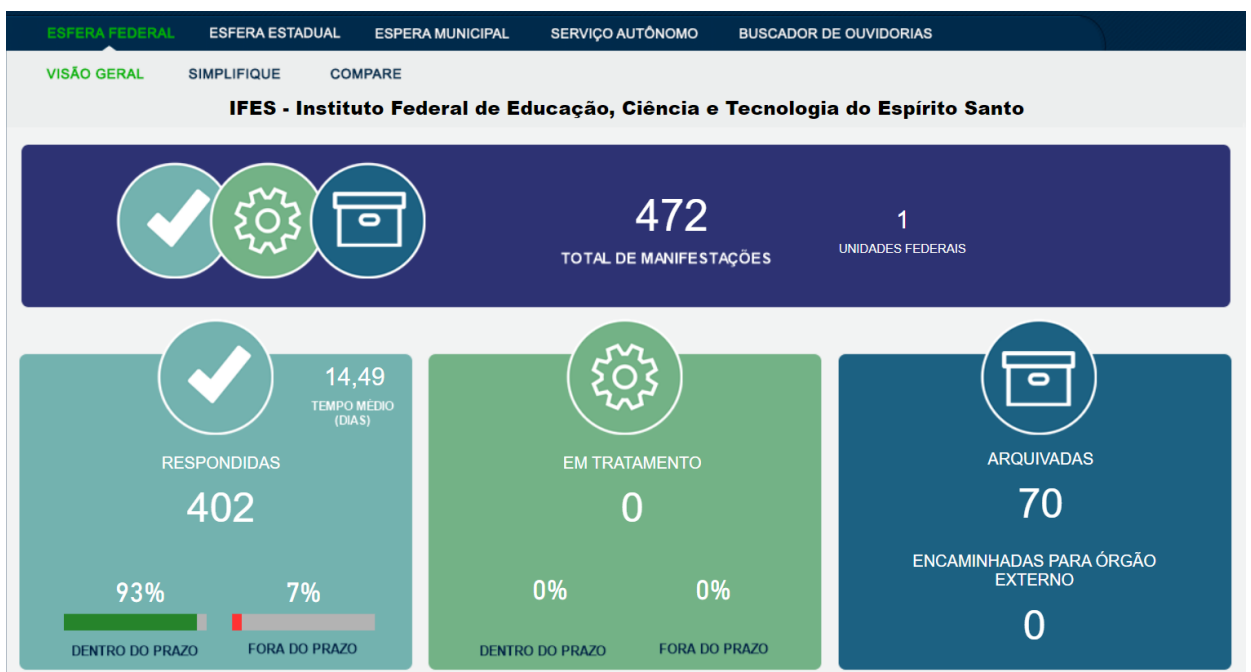 ESFERA FEDERAL ESFERA ESTADUAL ESPERA MUNICIPAL SERVIÇO AUTÔNOMO BUSCADOR DE OUVIDORIAS
VISÃO GERAL SIMPLIFIQUE COMPARE
IFES - Instituto Federal de Educação, Ciência e Tecnologia do Espírito Santo
472
TOTAL DE MANIFESTAÇÕES
1
UNIDADES FEDERAIS
14,49
TEMPO MÉDIO
(DIAS)
RESPONDIDAS
402
93% 7%
DENTRO DO PRAZO FORA DO PRAZO
EM TRATAMENTO
0
0% 0%
DENTRO DO PRAZO FORA DO PRAZO
ARQUIVADAS
70
ENCAMINHADAS PARA ÓRGÃO
EXTERNO
0